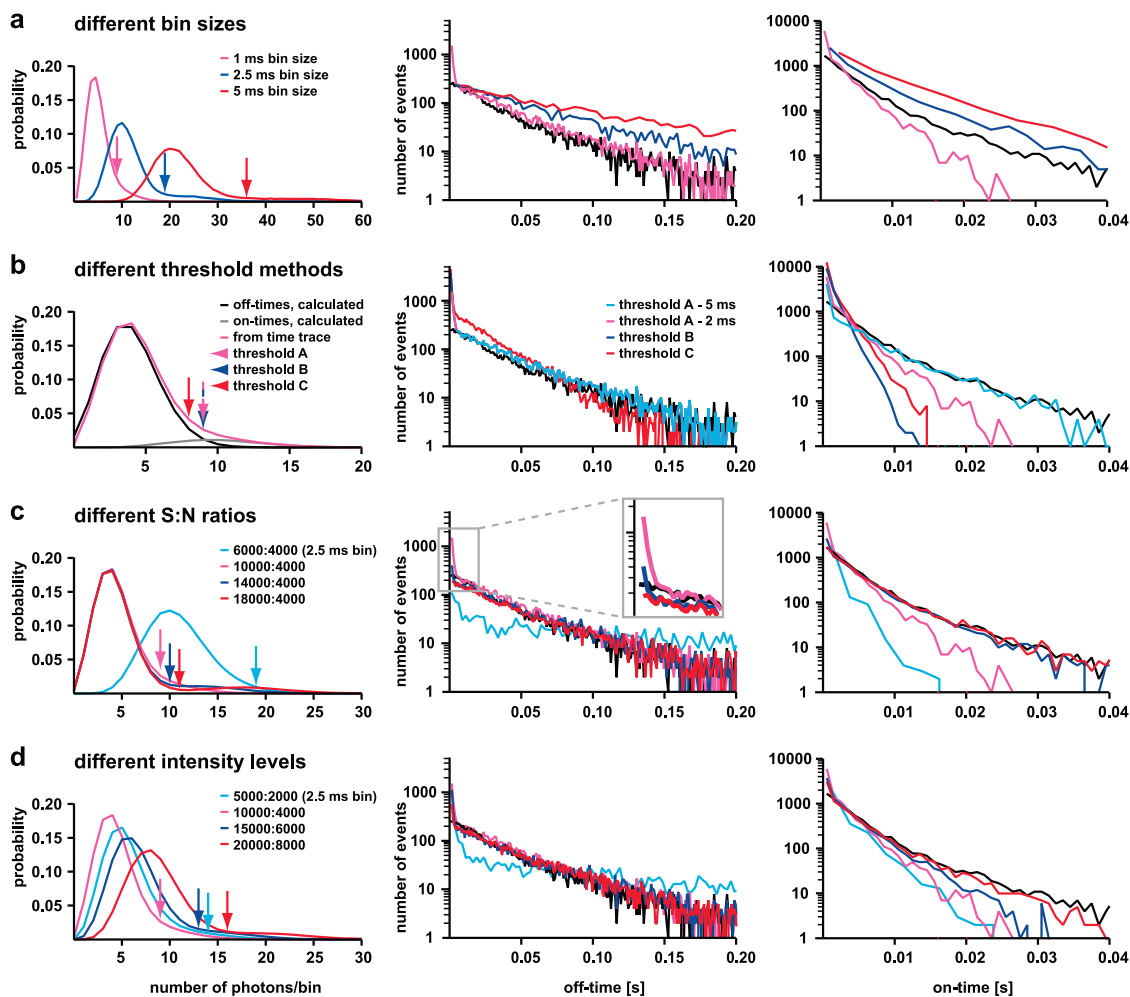 a different bin sizes
probability
0.20
0.15
0.10
0.05
1 ms bin size
2.5 ms bin size
5 ms bin size
10 20 30 40 50 60
number of events
1000
100
10
1
0.05 0.10 0.15 0.20
10000
1000
100
10
1
0.01 0.02 0.03 0.04
b different threshold methods
probability
0.20
0.15
0.10
0.05
off-times, calculated
on-times, calculated
from time trace
threshold A
threshold B
threshold C
5 10 15 20
number of events
1000
100
10
1
threshold A - 5 ms
threshold A - 2 ms
threshold B
threshold C
0.05 0.10 0.15 0.20
10000
1000
100
10
1
0.01 0.02 0.03 0.04
c different S:N ratios
probability
0.20
0.15
0.10
0.05
6000:4000 (2.5 ms bin)
10000:4000
14000:4000
18000:4000
5 10 15 20 25 30
number of events
1000
100
10
1
0.05 0.10 0.15 0.20
10000
1000
100
10
1
0.01 0.02 0.03 0.04
d different intensity levels
probability
0.20
0.15
0.10
0.05
5000:2000 (2.5 ms bin)
10000:4000
15000:6000
20000:8000
5 10 15 20 25 30
number of photons/bin
number of events
1000
100
10
1
0.05 0.10 0.15 0.20
off-time [s]
10000
1000
100
10
1
0.01 0.02 0.03 0.04
on-time [s]